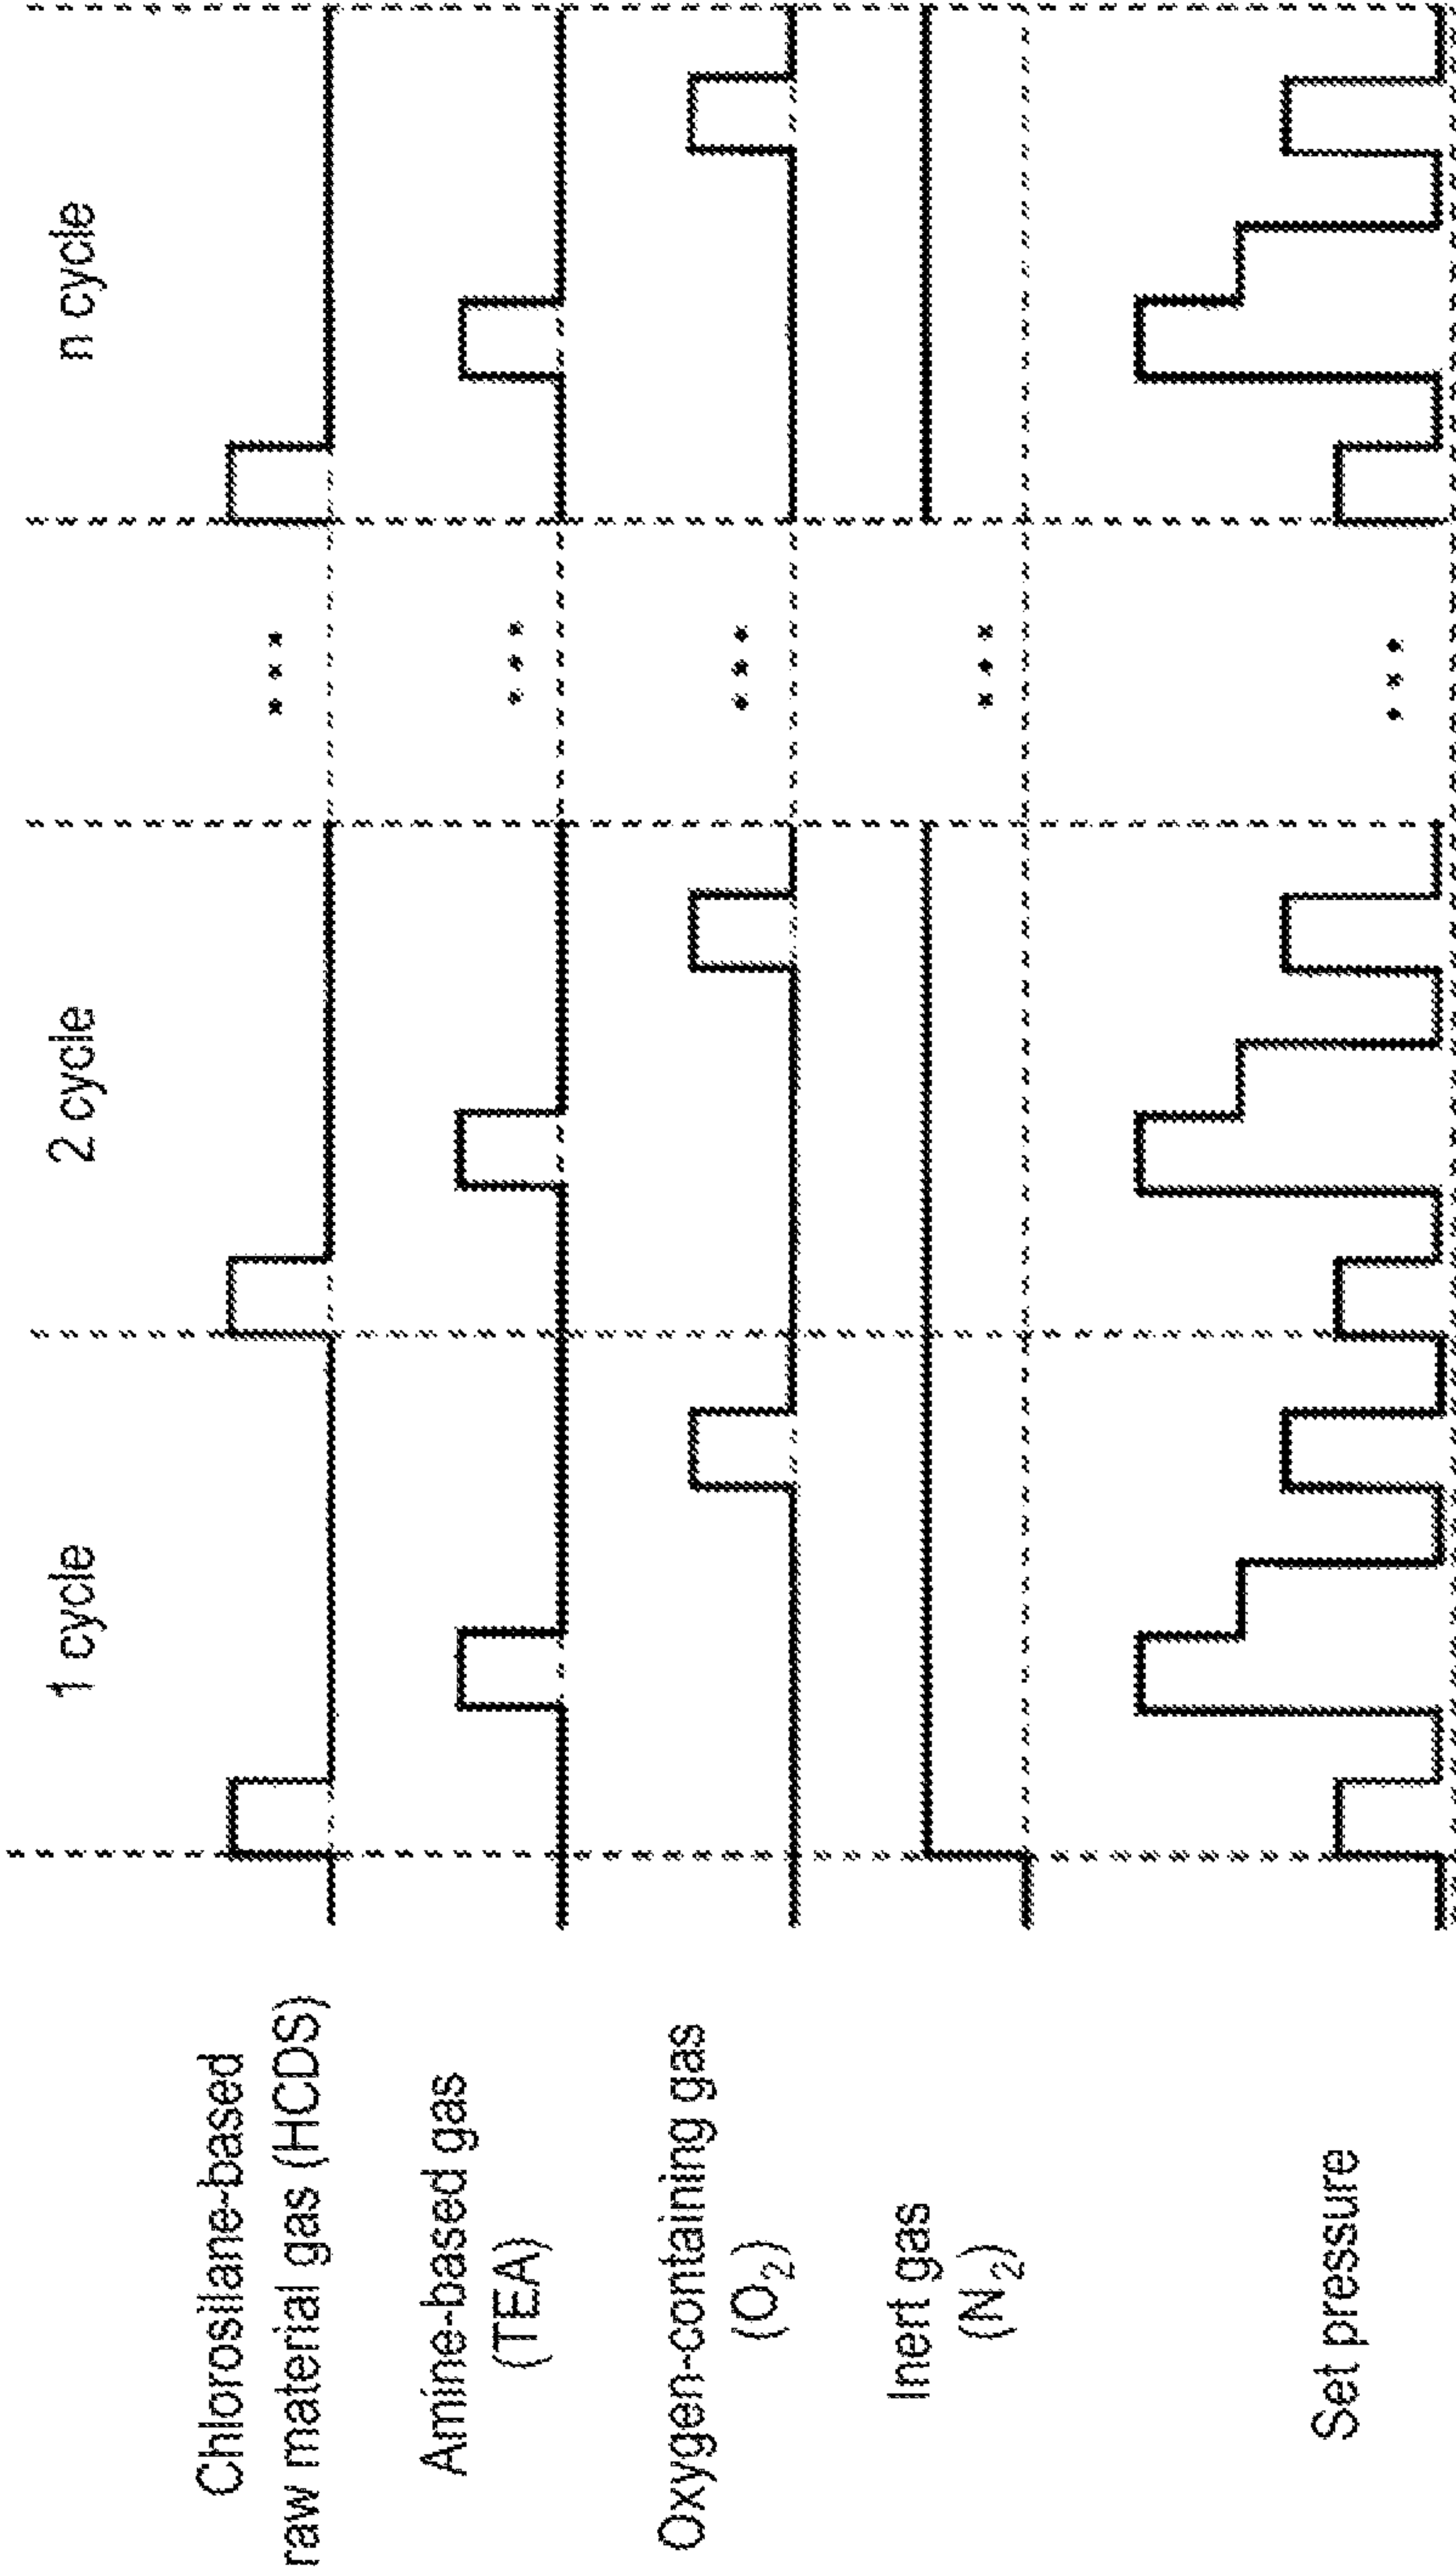 1 cycle
2 cycle
n cycle
Chlorosilane-based
raw material gas (HCDS)
Amine-based gas
(TEA)
Oxygen-containing gas
(O₂)
Inert gas
(N₂)
Set pressure